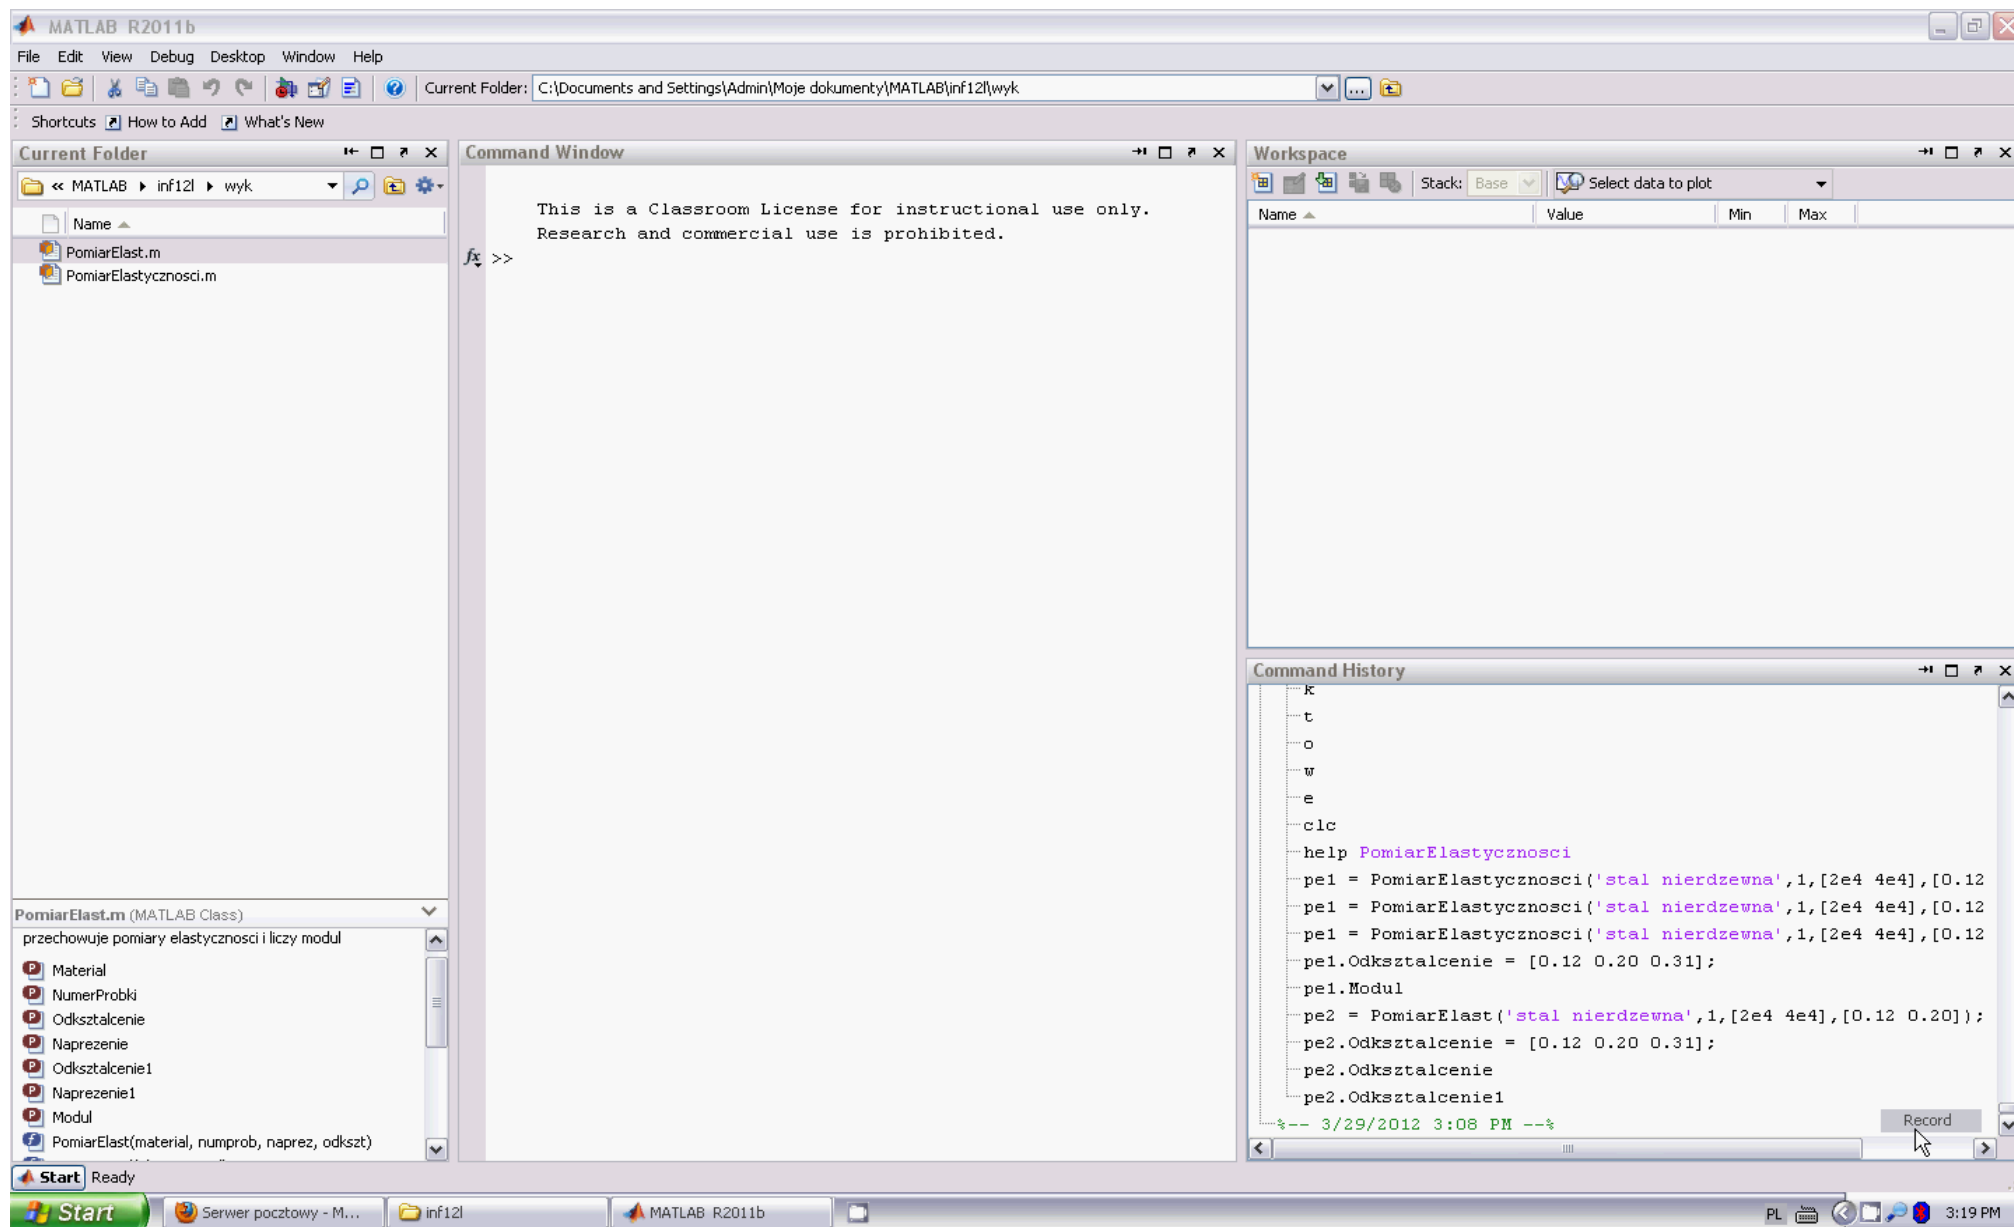 MATLAB R2011b
File Edit View Debug Desktop Window Help
Current Folder: C:\Documents and Settings\Admin\Moje dokumenty\MATLAB\inf12l\wyk
Shortcuts How to Add What's New
Current Folder
« MATLAB inf12l wyk
Name
PomiarElast.m
PomiarElastycznosci.m
PomiarElast.m (MATLAB Class)
przechowuje pomiary elastycznosci i liczy modul
Material
NumerProbki
Odksztalcenie
Naprezenie
Odksztalcenie1
Naprezenie1
Modul
PomiarElast(material, numprob, naprez, odkszt)
Command Window
This is a Classroom License for instructional use only.
Research and commercial use is prohibited.
fx >>
Workspace
Stack: Base Select data to plot
Name Value Min Max
Command History
k
t
o
w
e
clc
help PomiarElastycznosci
pe1 = PomiarElastycznosci('stal nierdzewna',1,[2e4 4e4],[0.12
pe1 = PomiarElastycznosci('stal nierdzewna',1,[2e4 4e4],[0.12
pe1 = PomiarElastycznosci('stal nierdzewna',1,[2e4 4e4],[0.12
pe1.Odksztalcenie = [0.12 0.20 0.31];
pe1.Modul
pe2 = PomiarElast('stal nierdzewna',1,[2e4 4e4],[0.12 0.20]);
pe2.Odksztalcenie = [0.12 0.20 0.31];
pe2.Odksztalcenie
pe2.Odksztalcenie1
%-- 3/29/2012 3:08 PM --%
Record
Start Ready
Start Serwer pocztowy - M... inf12l MATLAB R2011b PL 3:19 PM